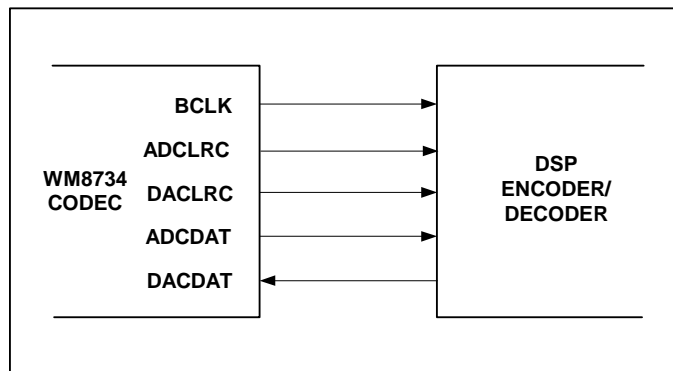 WM8734
CODEC
BCLK
ADCLRC
DACLRC
ADCDAT
DACDAT
DSP
ENCODER/
DECODER